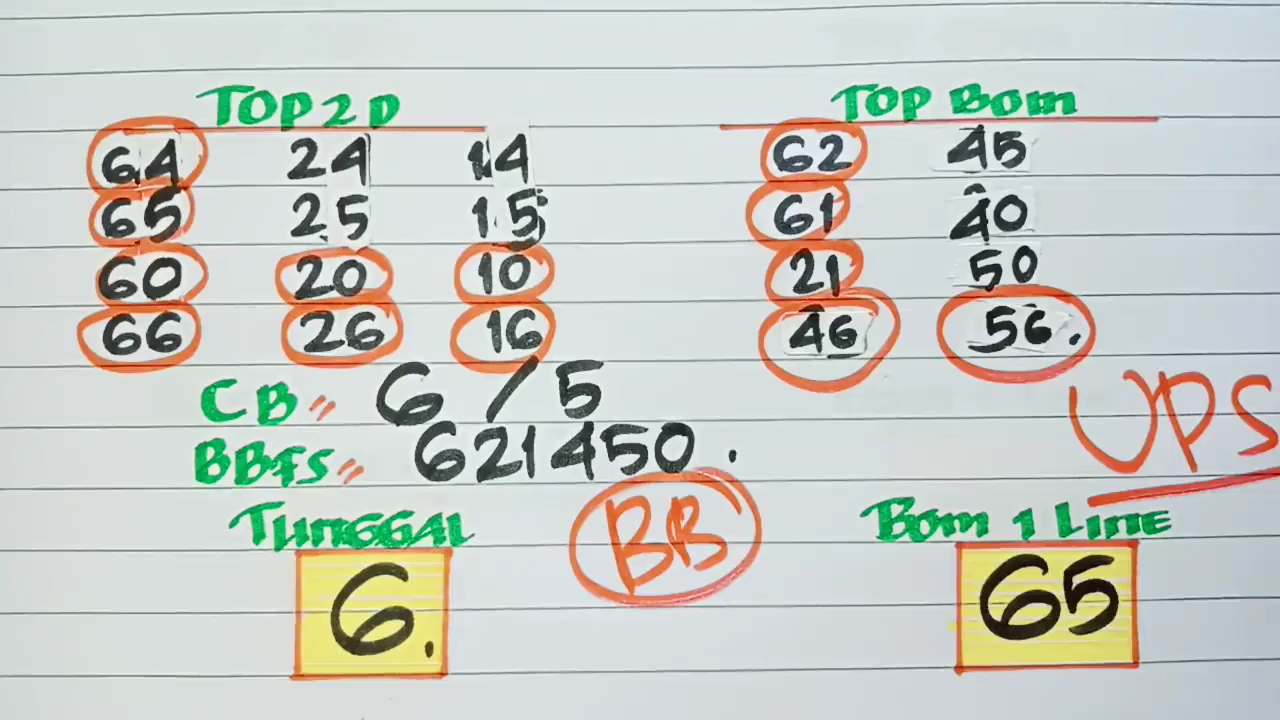 TOP 2 D TOP Bom
64 24 14 62 45
65 25 15 61 40
60 20 10 21 50
66 26 16 46 56.
CB= 6 / 5
UPS
BBFS= 621450.
TUNGGAL BB Bom 1 LINE
6. 65